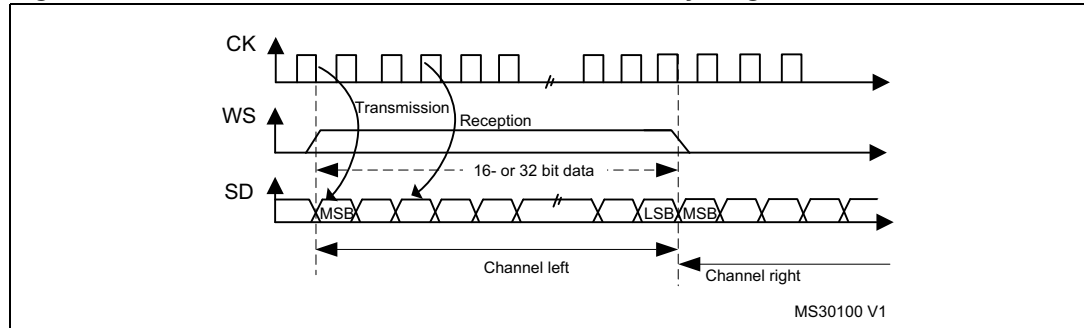 CK
Transmission
WS
Reception
16- or 32 bit data
SD
MSB
LSB
MSB
Channel left
Channel right
MS30100 V1